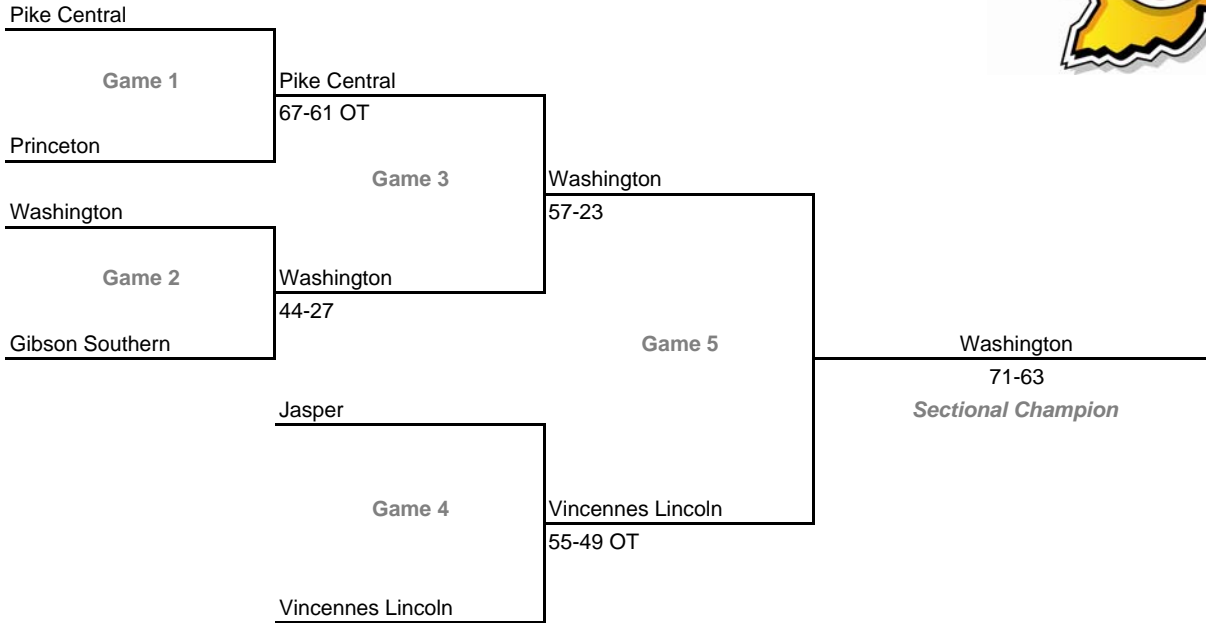 Pike Central
Game 1
Pike Central
67-61 OT
Princeton
Game 3
Washington
Washington
57-23
Game 2
Washington
44-27
Gibson Southern
Game 5
Washington
71-63
Jasper
Sectional Champion
Game 4
Vincennes Lincoln
55-49 OT
Vincennes Lincoln